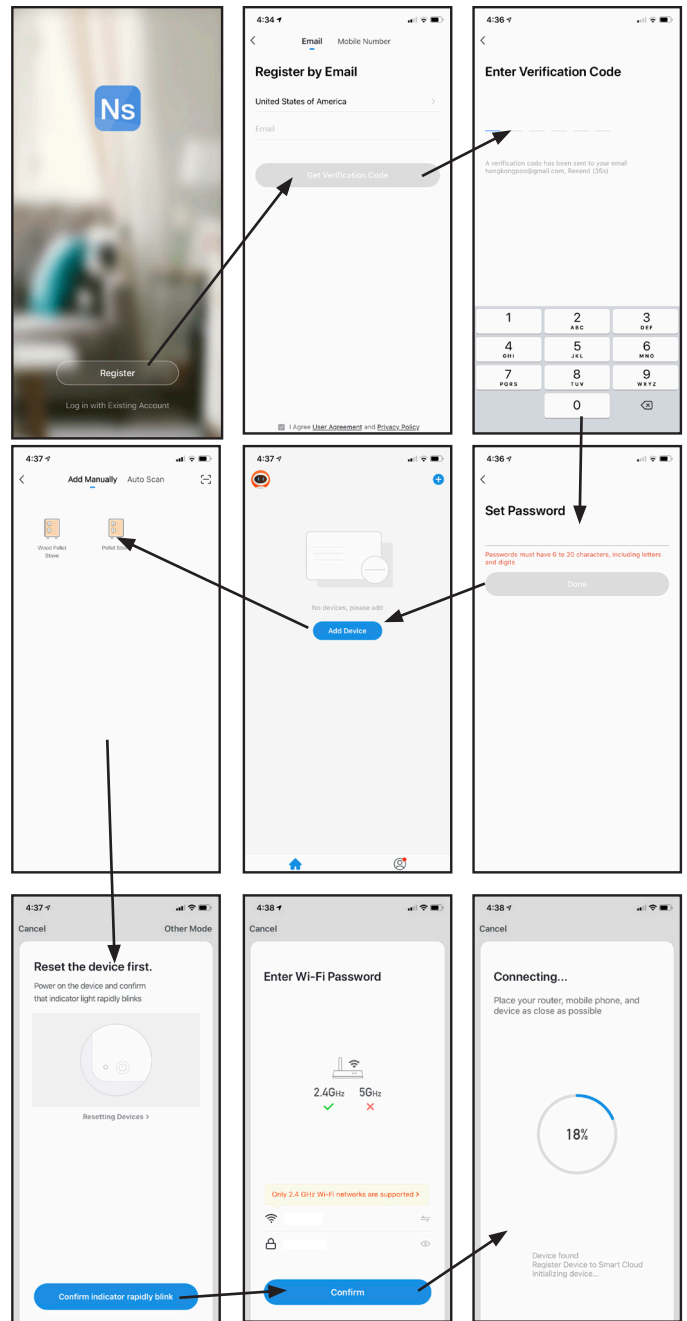 Ns
Register
Log in with Existing Account
4:34
Email Mobile Number
Register by Email
United States of America
Email
Get Verification Code
I Agree User Agreement and Privacy Policy
4:36
Enter Verification Code
A verification code has been sent to your email
hongkongpoo@gmail.com, Resend (36s)
1 2 3
ABC DEF
4 5 6
GHI JKL MNO
7 8 9
PQRS TUV WXYZ
0
4:37
Add Manually Auto Scan
Wood Pellet
Stove
Pellet Stove
4:37
No devices, please add
Add Device
4:36
Set Password
Passwords must have 6 to 20 characters, including letters
and digits
Done
4:37
Cancel Other Mode
Reset the device first.
Power on the device and confirm
that indicator light rapidly blinks
Resetting Devices >
Confirm indicator rapidly blink
4:38
Cancel
Enter Wi-Fi Password
2.4GHz 5GHz
Only 2.4 GHz Wi-Fi networks are supported >
Confirm
4:38
Cancel
Connecting...
Place your router, mobile phone, and
device as close as possible
18%
Device found
Register Device to Smart Cloud
Initializing device...